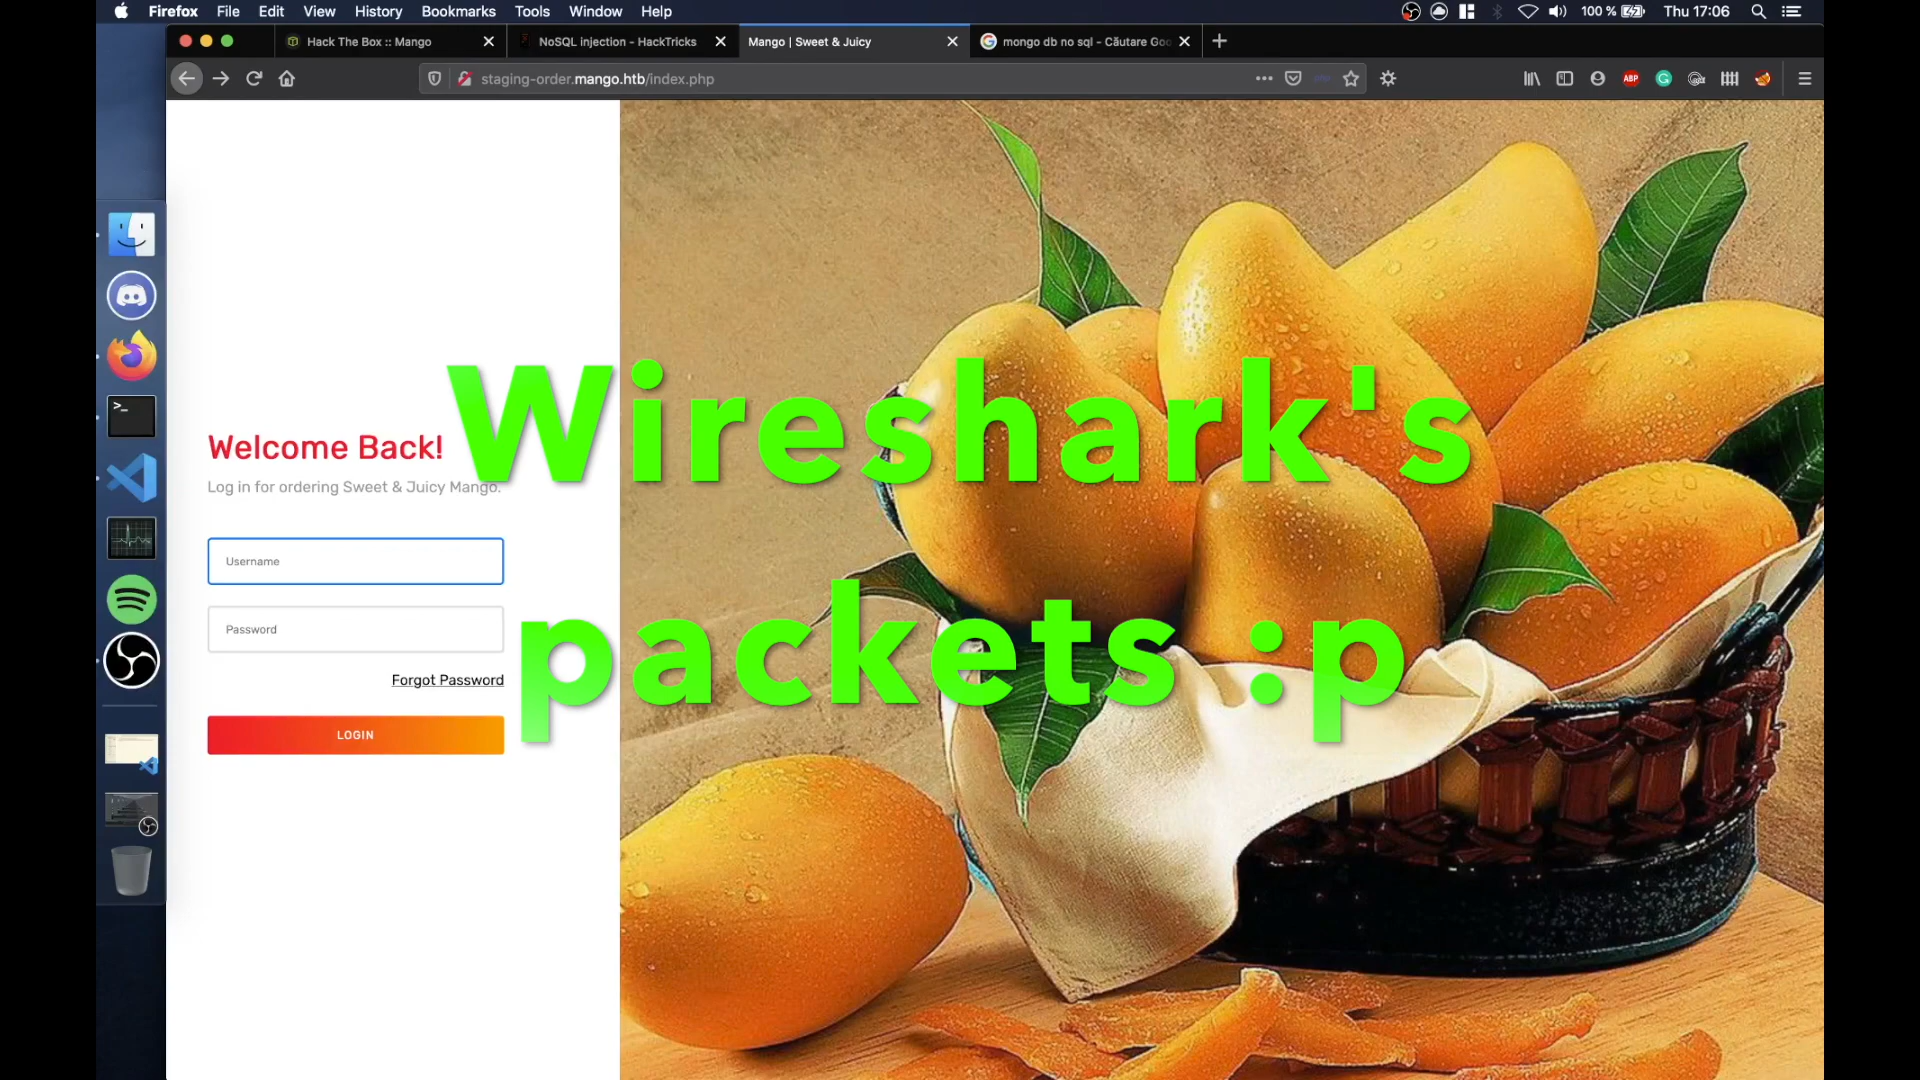 Firefox File Edit View History Bookmarks Tools Window Help 100 % Thu 17:06
Hack The Box :: Mango NoSQL injection - HackTricks Mango | Sweet & Juicy mongo db no sql - Căutare Goo
staging-order.mango.htb/index.php ABP
Welcome Back!
Log in for ordering Sweet & Juicy Mango.
Username
Password
Forgot Password
LOGIN
Wireshark's
packets :p